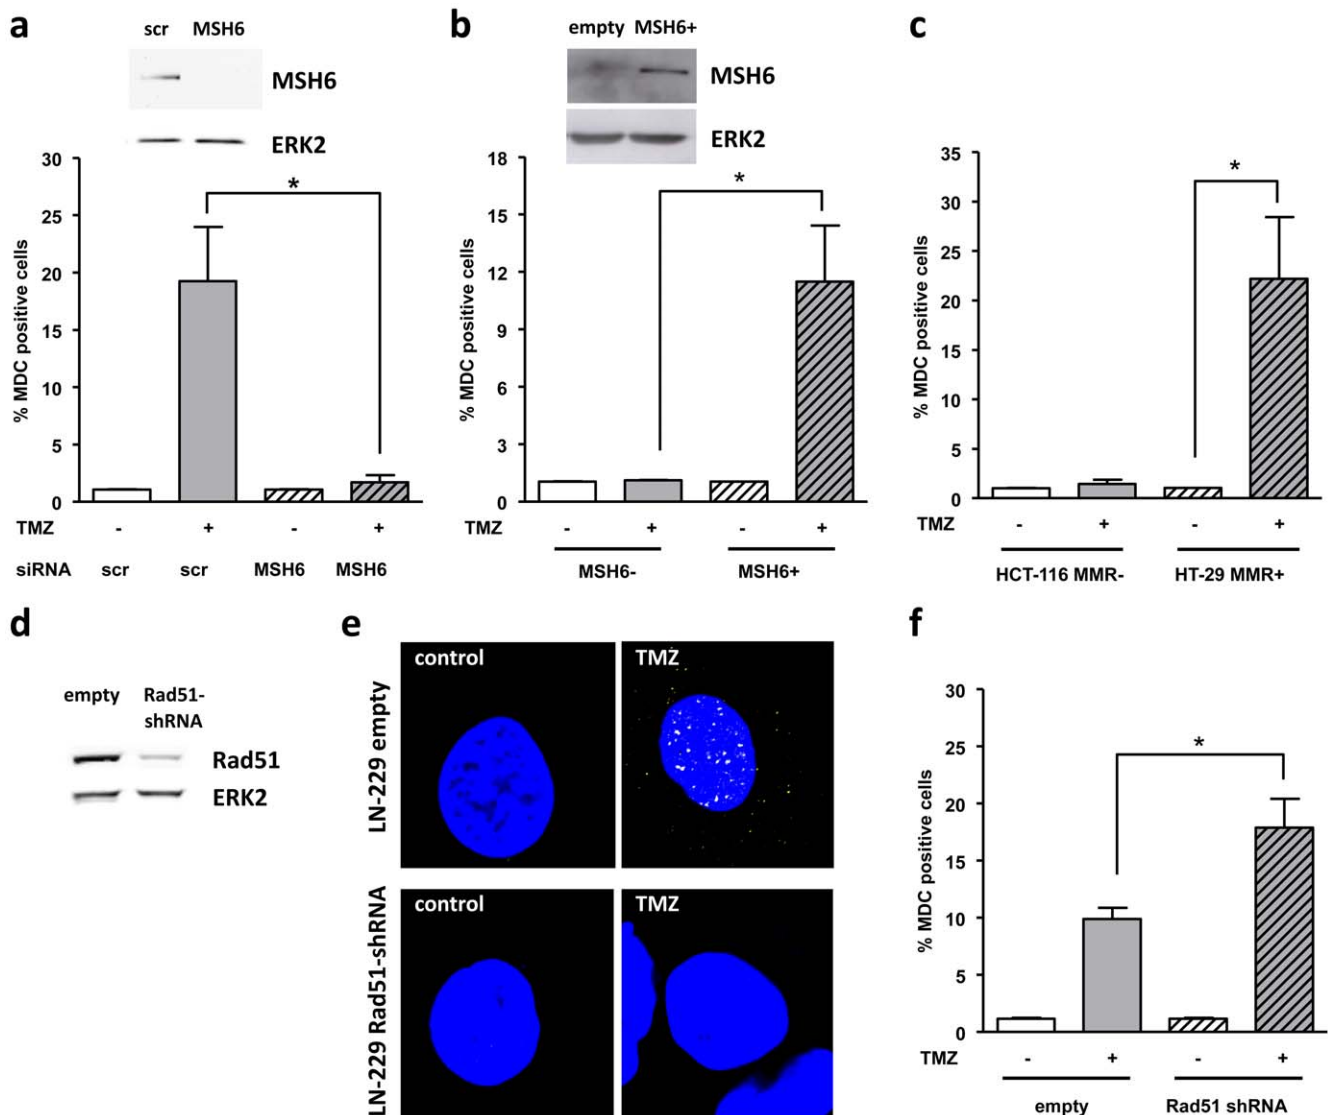 a
scr MSH6
MSH6
ERK2
30
25
20
15
10
5
0
% MDC positive cells
*
TMZ - + - +
siRNA scr scr MSH6 MSH6
b
empty MSH6+
MSH6
ERK2
18
15
12
9
6
3
0
% MDC positive cells
*
TMZ - + - +
MSH6- MSH6+
c
35
30
25
20
15
10
5
0
% MDC positive cells
*
TMZ - + - +
HCT-116 MMR- HT-29 MMR+
d
empty Rad51-
shRNA
Rad51
ERK2
e
LN-229 empty
control TMZ
LN-229 Rad51-shRNA
control TMZ
f
30
25
20
15
10
5
0
% MDC positive cells
*
TMZ - + - +
empty Rad51 shRNA